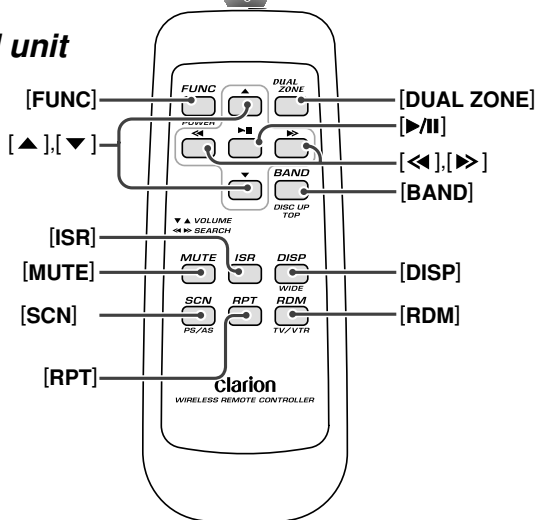 unit
[FUNC]
[▲],[▼]
[ISR]
[MUTE]
[SCN]
[RPT]
FUNC
POWER
▲
DUAL
ZONE
◀◀
▶II
▶▶
▼
BAND
DISC UP
TOP
▼ ▲ VOLUME
◀◀ ▶▶ SEARCH
MUTE
ISR
DISP
WIDE
SCN
PS/AS
RPT
RDM
TV/VTR
clarion
WIRELESS REMOTE CONTROLLER
[DUAL ZONE]
[▶/II]
[◀◀],[▶▶]
[BAND]
[DISP]
[RDM]